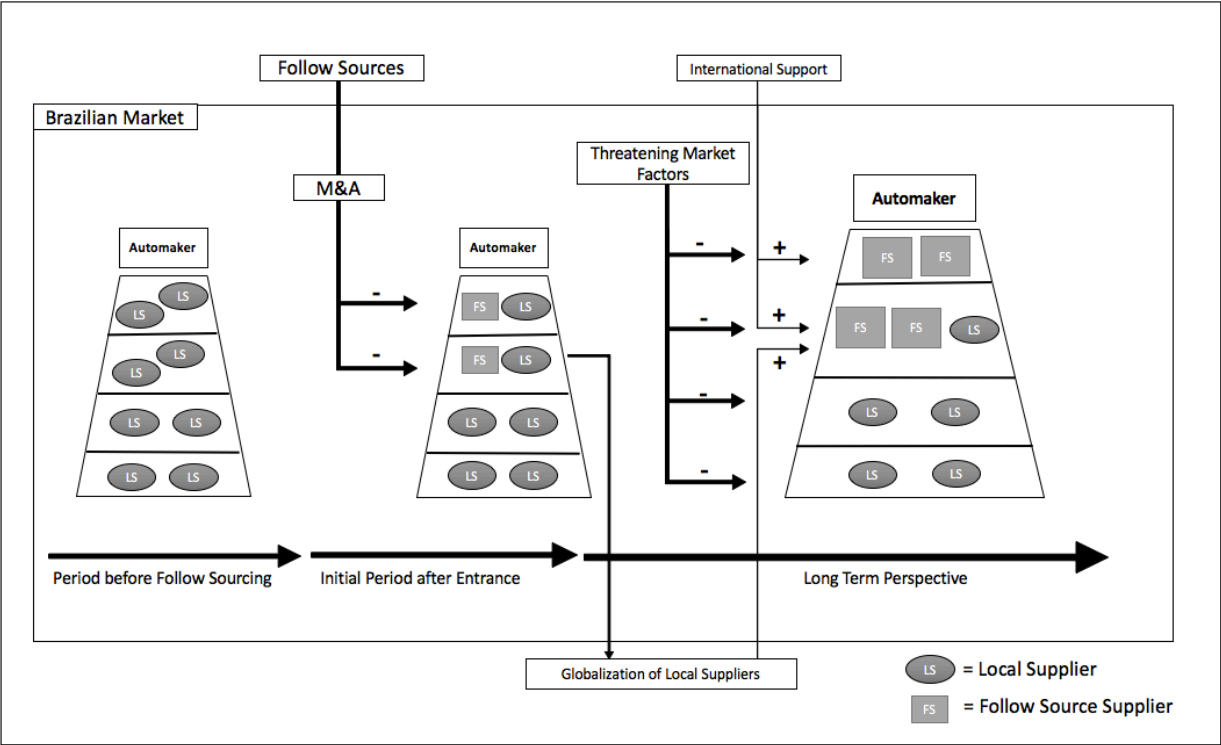 Follow Sources
International Support
Brazilian Market
Threatening Market
Factors
M&A
Automaker
Automaker
Automaker
LS
LS
LS
LS
LS
LS
LS
LS
-
-
FS
LS
FS
LS
LS
LS
LS
LS
-
-
-
-
+
+
+
FS
FS
FS
FS
LS
LS
LS
LS
LS
Period before Follow Sourcing
Initial Period after Entrance
Long Term Perspective
Globalization of Local Suppliers
LS = Local Supplier
FS = Follow Source Supplier